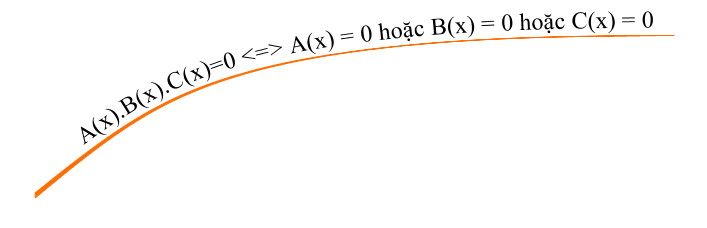 A(x).B(x).C(x)=0 <=> A(x) = 0 hoặc B(x) = 0 hoặc C(x) = 0